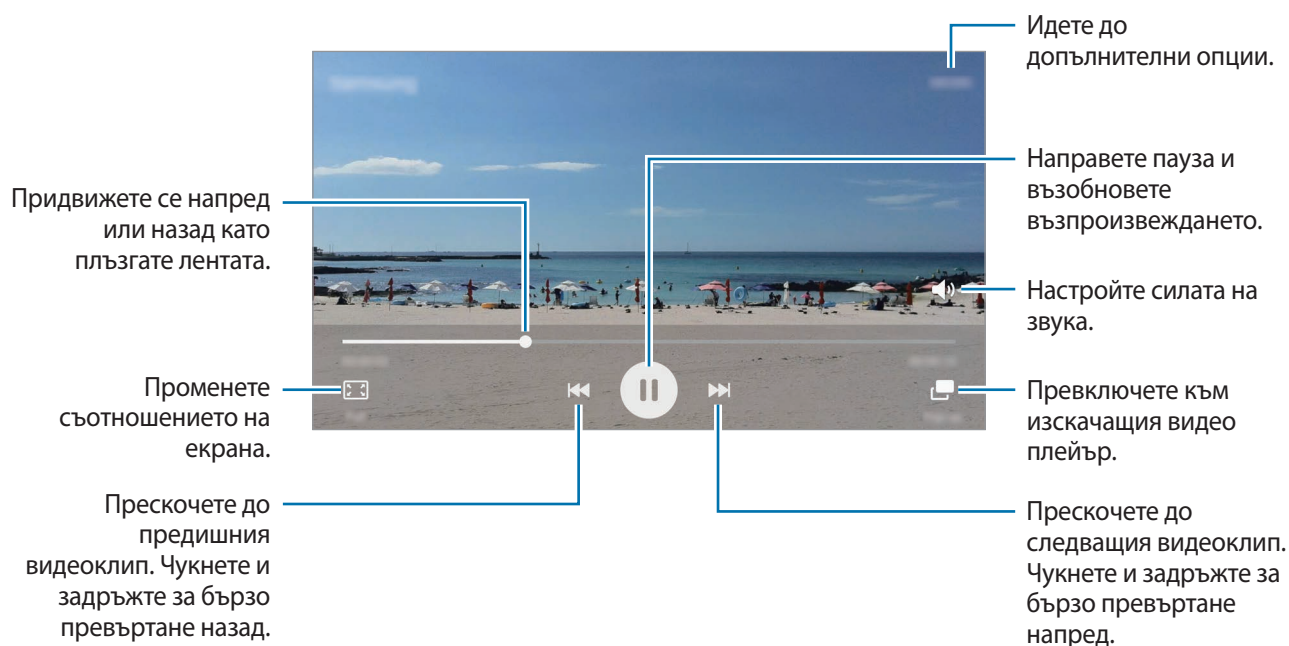 Идете до
допълнителни опции.
Направете пауза и
възобновете
възпроизвеждането.
Придвижете се напред
или назад като
плъзгате лентата.
Настройте силата на
звука.
Променете
съотношението на
екрана.
Превключете към
изскачащия видео
плейър.
Прескочете до
предишния
видеоклип. Чукнете и
задръжте за бързо
превъртане назад.
Прескочете до
следващия видеоклип.
Чукнете и задръжте за
бързо превъртане
напред.